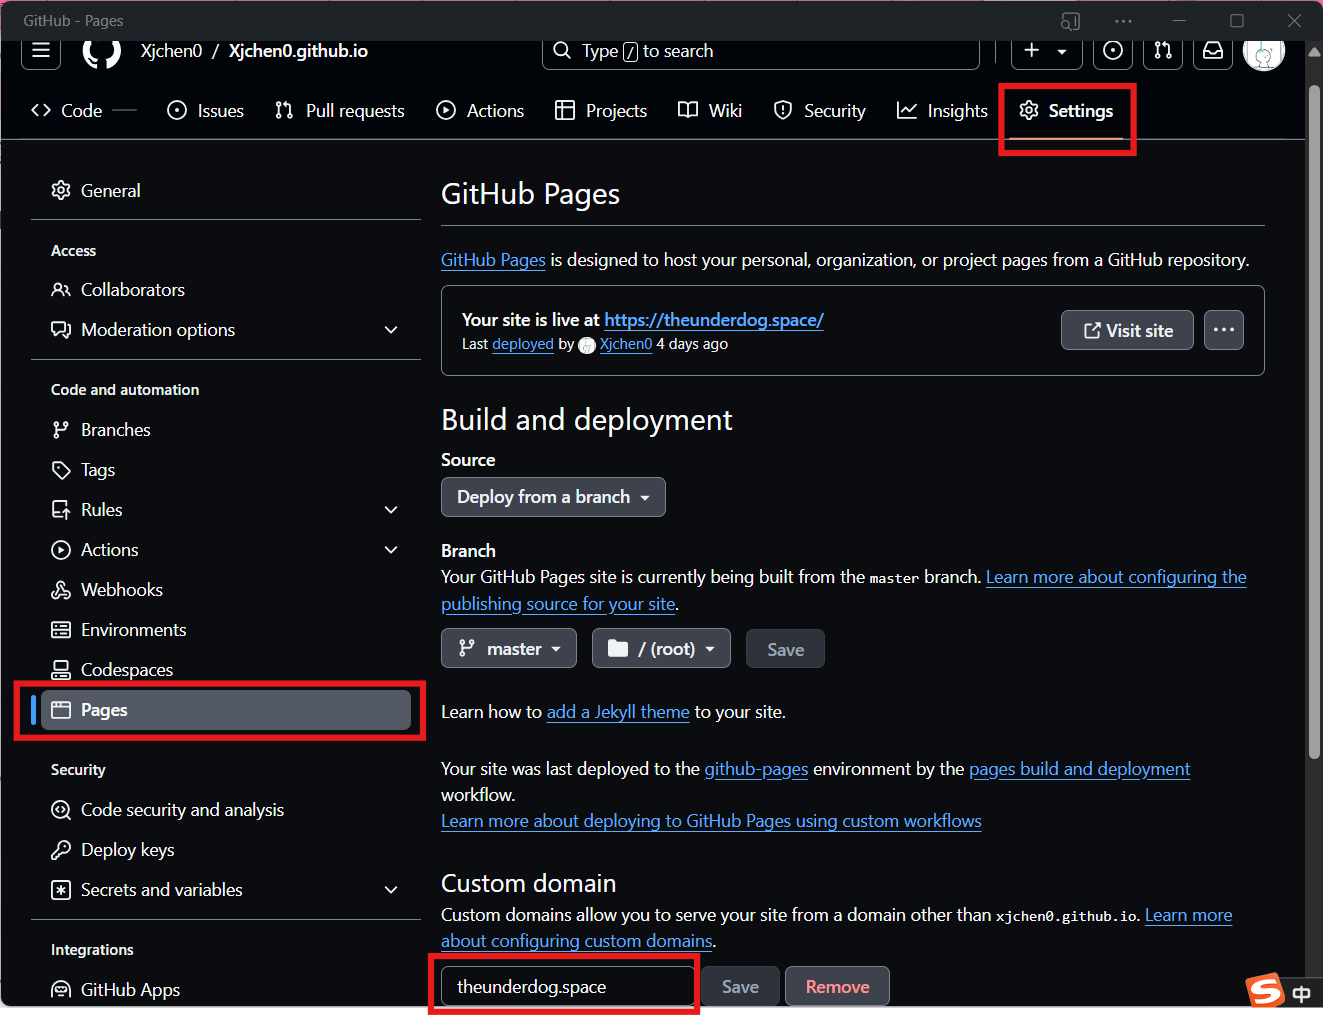 GitHub - Pages
Xjchen0 / Xjchen0.github.io
Type / to search
Code
Issues
Pull requests
Actions
Projects
Wiki
Security
Insights
Settings
General
Access
Collaborators
Moderation options
Code and automation
Branches
Tags
Rules
Actions
Webhooks
Environments
Codespaces
Pages
Security
Code security and analysis
Deploy keys
Secrets and variables
Integrations
GitHub Apps
GitHub Pages
GitHub Pages is designed to host your personal, organization, or project pages from a GitHub repository.
Your site is live at https://theunderdog.space/
Last deployed by Xjchen0 4 days ago
Visit site
Build and deployment
Source
Deploy from a branch
Branch
Your GitHub Pages site is currently being built from the master branch. Learn more about configuring the
publishing source for your site.
master
/ (root)
Save
Learn how to add a Jekyll theme to your site.
Your site was last deployed to the github-pages environment by the pages build and deployment
workflow.
Learn more about deploying to GitHub Pages using custom workflows
Custom domain
Custom domains allow you to serve your site from a domain other than xjchen0.github.io. Learn more
about configuring custom domains.
theunderdog.space
Save
Remove
S 中